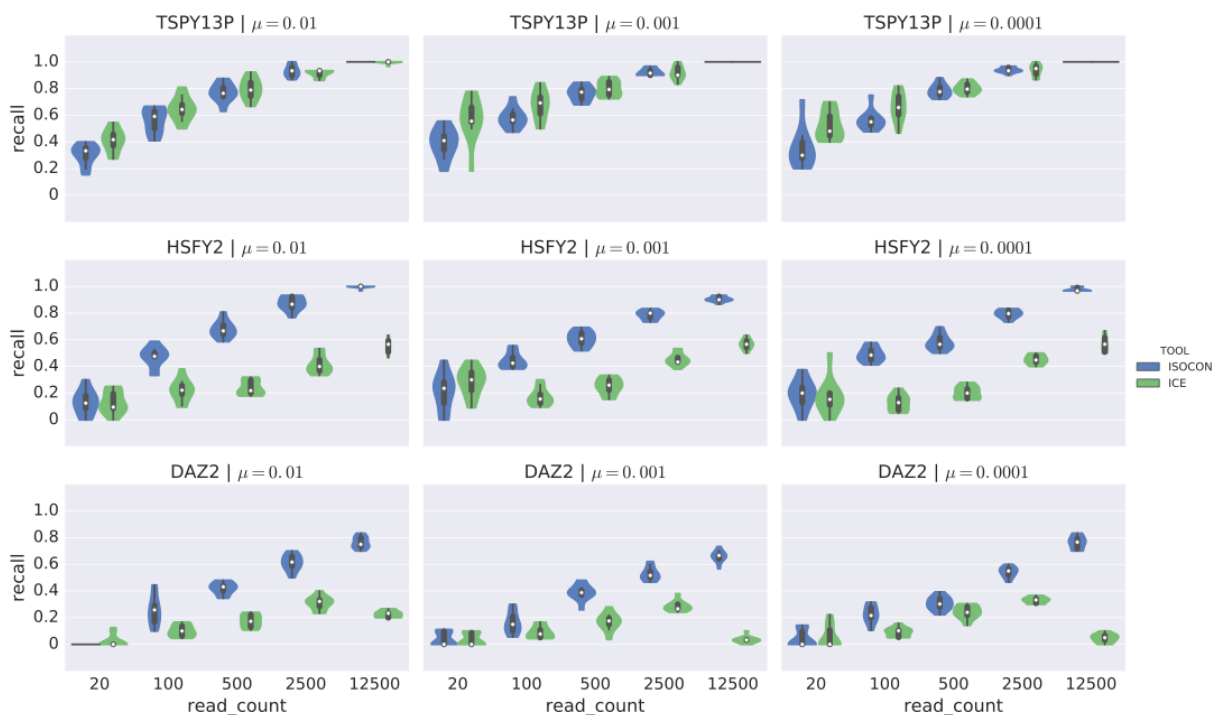 TSPY13P | μ = 0.01
TSPY13P | μ = 0.001
TSPY13P | μ = 0.0001
recall
1.0
0.8
0.6
0.4
0.2
0
HSFY2 | μ = 0.01
HSFY2 | μ = 0.001
HSFY2 | μ = 0.0001
recall
1.0
0.8
0.6
0.4
0.2
0
TOOL
ISOCON
ICE
DAZ2 | μ = 0.01
DAZ2 | μ = 0.001
DAZ2 | μ = 0.0001
recall
1.0
0.8
0.6
0.4
0.2
0
20 100 500 2500 12500
20 100 500 2500 12500
20 100 500 2500 12500
read_count
read_count
read_count